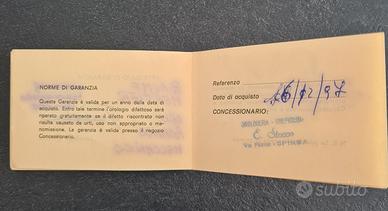 NORME DI GARANZIA
Questa Garanzia è valida per un anno della data di
acquisto. Entro tale termine l'orologio difettoso sarà
riparato gratuitamente se il difetto riscontrato non
risulta causato da urti, uso non appropriato o ma-
nomissione. La garanzia è valida presso il negozio
Concessionario.
Referenza
Data di acquisto 16/12/97
CONCESSIONARIO:
OROLOGERIA - OREFICERIA
E.
Via Roma - SPINEA
subito